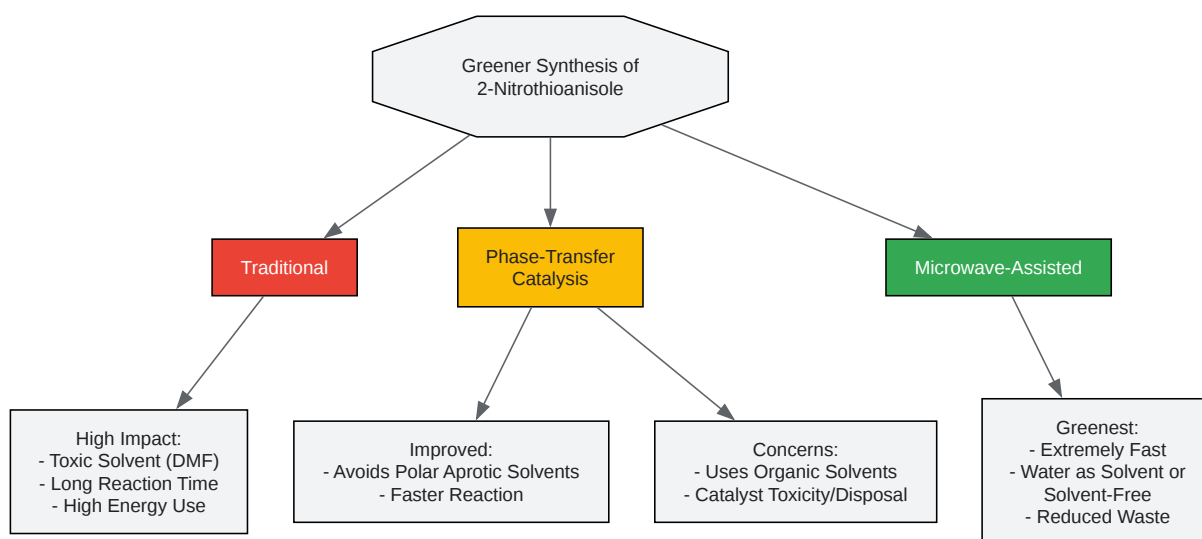 Greener Synthesis of
2-Nitrothioanisole
Traditional
Phase-Transfer
Catalysis
Microwave-Assisted
High Impact:
- Toxic Solvent (DMF)
- Long Reaction Time
- High Energy Use
Improved:
- Avoids Polar Aprotic Solvents
- Faster Reaction
Concerns:
- Uses Organic Solvents
- Catalyst Toxicity/Disposal
Greenest:
- Extremely Fast
- Water as Solvent or
Solvent-Free
- Reduced Waste